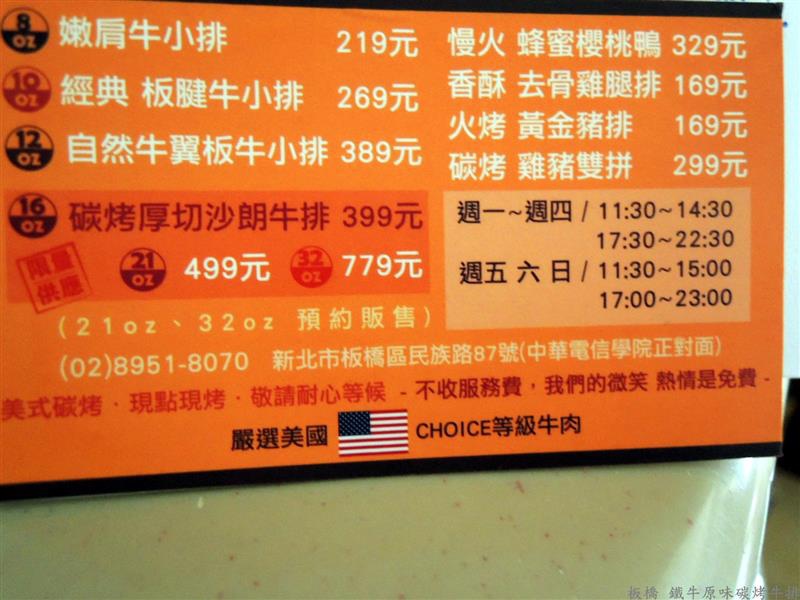 8 OZ 嫩肩牛小排 219元
10 OZ 經典 板腱牛小排 269元
12 OZ 自然牛翼板牛小排 389元
16 OZ 碳烤厚切沙朗牛排 399元
限量供應 21 OZ 499元 32 OZ 779元
(21oz、32oz 預約販售)
慢火 蜂蜜櫻桃鴨 329元
香酥 去骨雞腿排 169元
火烤 黃金豬排 169元
碳烤 雞豬雙拼 299元
週一~週四 / 11:30~14:30
17:30~22:30
週五 六 日 / 11:30~15:00
17:00~23:00
(02)8951-8070 新北市板橋區民族路87號(中華電信學院正對面)
美式碳烤．現點現烤．敬請耐心等候 - 不收服務費，我們的微笑 熱情是免費 -
嚴選美國 CHOICE等級牛肉
板橋 鐵牛原味碳烤牛排